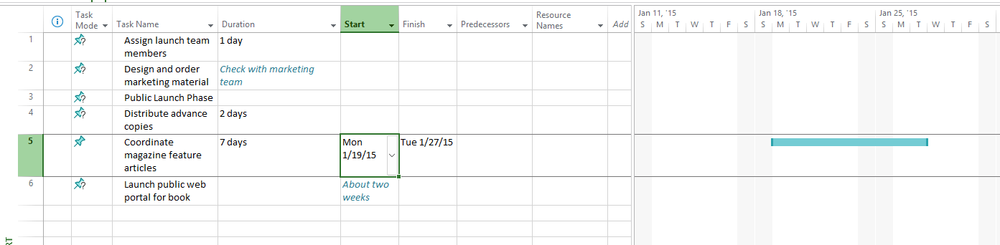 Task Mode
Task Name
Duration
Start
Finish
Predecessors
Resource Names
Add
Jan 11, '15
Jan 18, '15
Jan 25, '15
S M T W T F S S M T W T F S S M T W T F S
1
Assign launch team
members
1 day
2
Design and order
marketing material
Check with marketing
team
3
Public Launch Phase
4
Distribute advance
copies
2 days
5
Coordinate
magazine feature
articles
7 days
Mon
1/19/15
Tue 1/27/15
6
Launch public web
portal for book
About two
weeks
RT